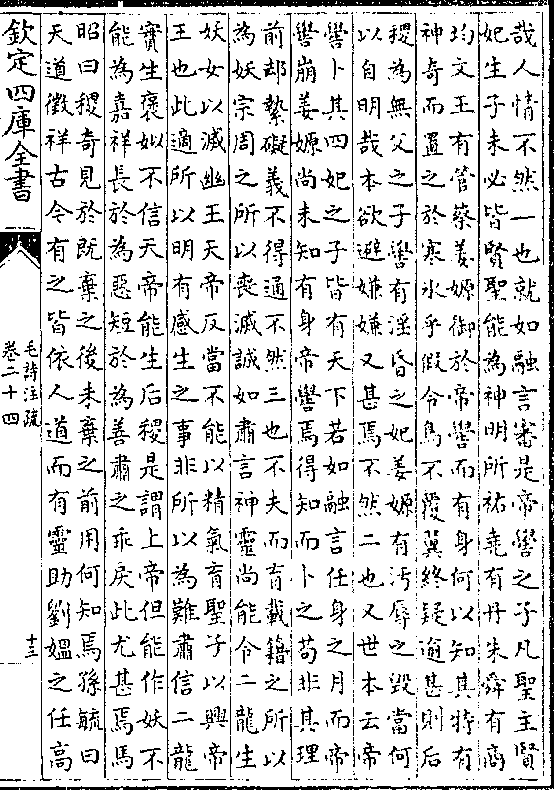 哉人情不然一也就如融言審是帝嚳之子凡聖主賢
妃生子未必皆賢聖能為神明所祐堯有丹朱舜有商
均文王有管蔡姜嫄御於帝嚳而有身何以知其特有
神奇而置之於寒氷乎假令鳥不覆翼終疑逾甚則后
稷為無父之子嚳有淫昏之妃姜嫄有汚辱之毀當何
以自明哉本欲避嫌嫌又甚焉不然二也又世本云帝
嚳卜其四妃之子皆有天下若如融言任身之月而帝
嚳崩姜嫄尚未知有身帝嚳焉得知而卜之苟非其理
前却縶礙義不得通不然三也不夫而育載籍之所以
為妖宗周之所以喪滅誠如肅言神靈尚能令二龍生
妖女以滅幽王天帝反當不能以精氣育聖子以興帝
王也此適所以明有感生之事非所以為難肅信二龍
實生褒姒不信天帝能生后稷是謂上帝但能作妖不
能為嘉祥長於為惡短於為善肅之乖戾此尤甚焉馬
昭曰稷奇見於既棄之後未棄之前用何知焉孫毓曰
天道徵祥古今有之皆依人道而有靈助劉媪之任高
欽定四庫全書
毛詩注疏
卷二十四
十三